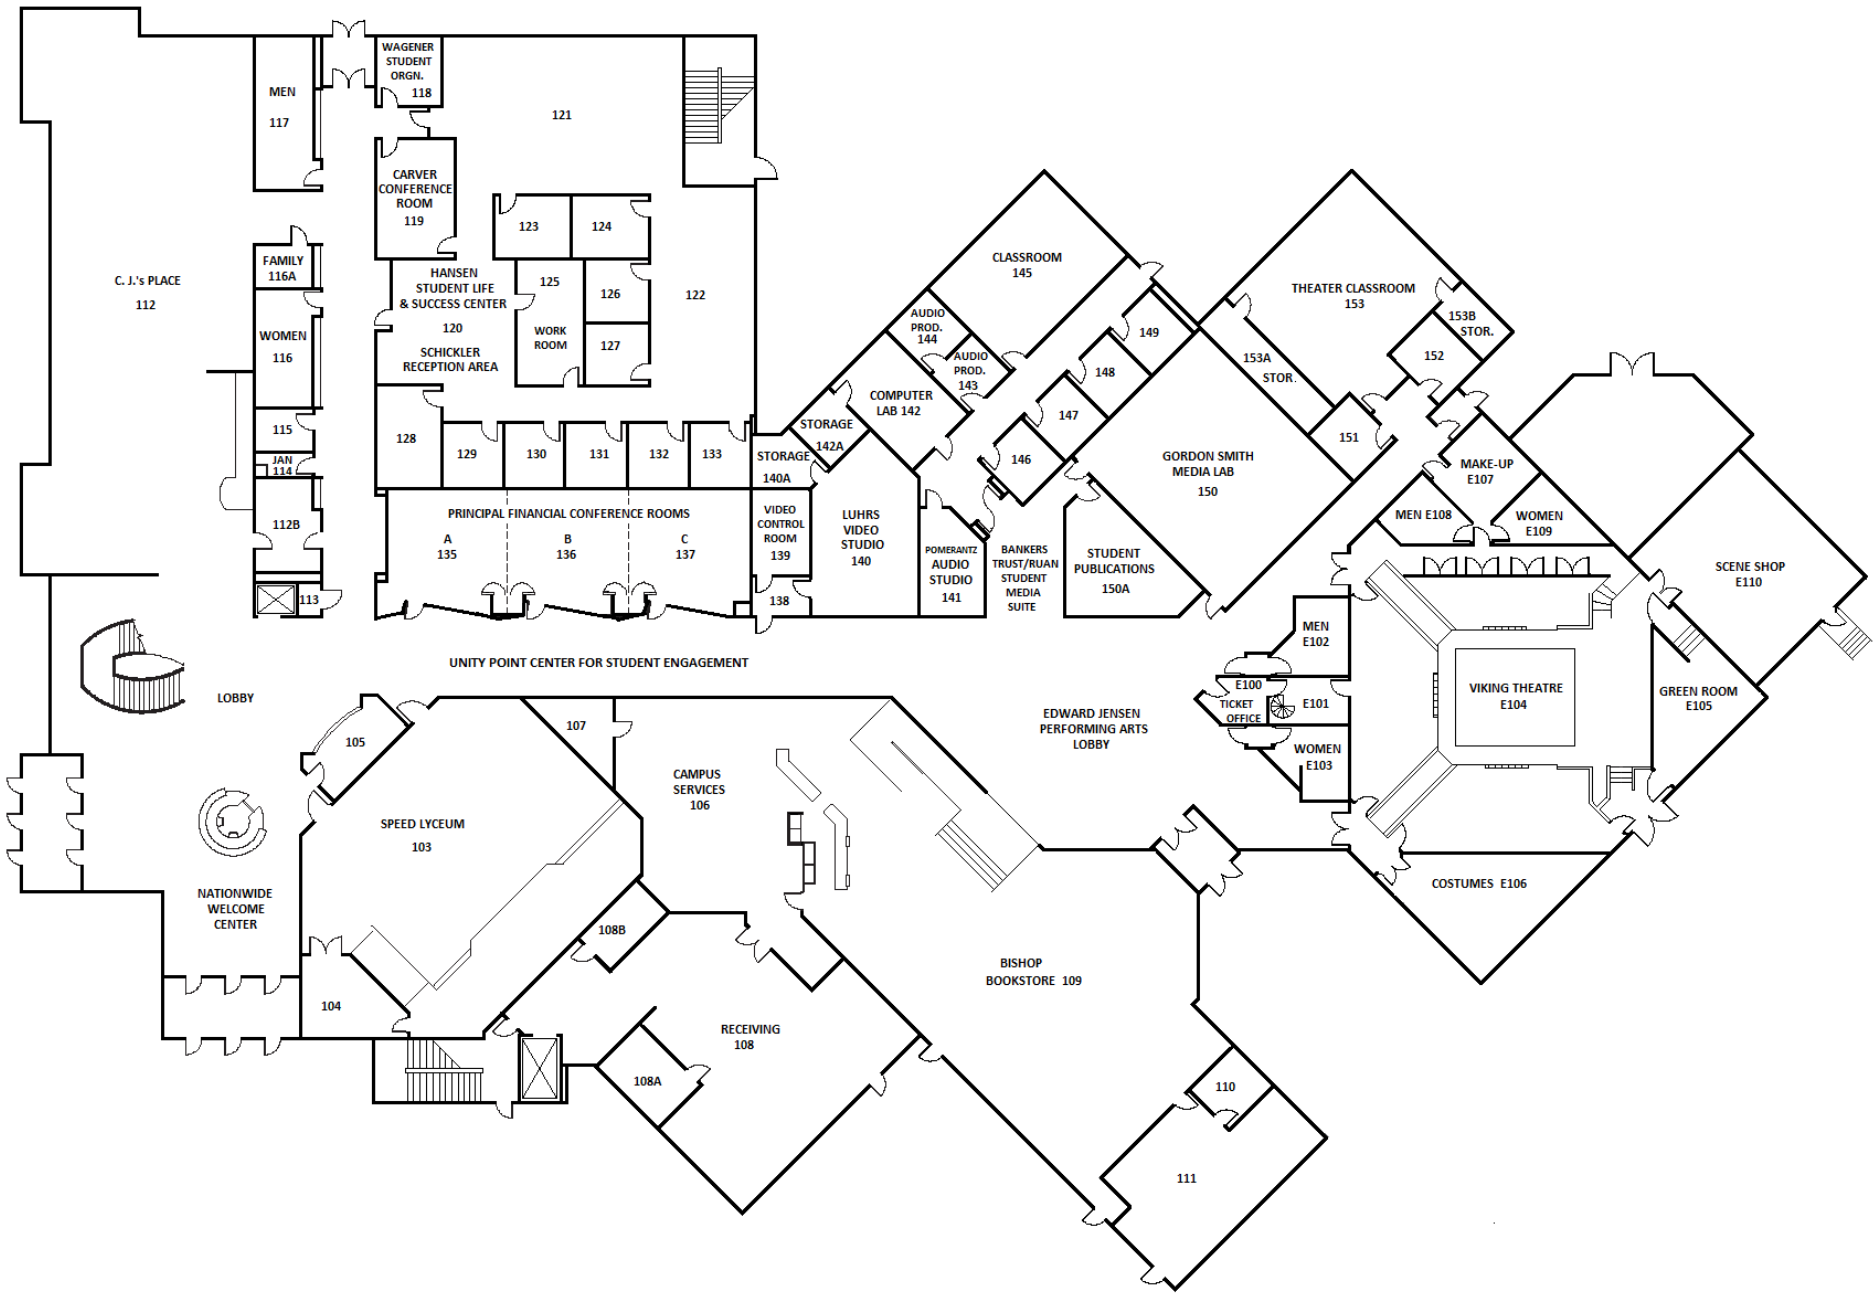 WAGENER
STUDENT
ORGN.
118
MEN
117
121
CARVER
CONFERENCE
ROOM
119
123
124
FAMILY
116A
C. J.'s PLACE
112
HANSEN
STUDENT LIFE
& SUCCESS CENTER
120
SCHICKLER
RECEPTION AREA
125
WORK
ROOM
126
122
127
WOMEN
116
115
JAN
114
112B
113
128
129
130
131
132
133
PRINCIPAL FINANCIAL CONFERENCE ROOMS
A
135
B
136
C
137
STORAGE
140A
VIDEO
CONTROL
ROOM
139
138
STORAGE
142A
LUHRS
VIDEO
STUDIO
140
COMPUTER
LAB 142
AUDIO
PROD.
144
AUDIO
PROD.
143
CLASSROOM
145
149
148
147
146
POMERANTZ
AUDIO
STUDIO
141
BANKERS
TRUST/RUAN
STUDENT
MEDIA
SUITE
STUDENT
PUBLICATIONS
150A
GORDON SMITH
MEDIA LAB
150
THEATER CLASSROOM
153
153B
STOR.
153A
STOR.
152
151
MAKE-UP
E107
MEN E108
WOMEN
E109
SCENE SHOP
E110
MEN
E102
E100
TICKET
OFFICE
E101
WOMEN
E103
VIKING THEATRE
E104
GREEN ROOM
E105
COSTUMES E106
UNITY POINT CENTER FOR STUDENT ENGAGEMENT
LOBBY
EDWARD JENSEN
PERFORMING ARTS
LOBBY
105
107
CAMPUS
SERVICES
106
SPEED LYCEUM
103
NATIONWIDE
WELCOME
CENTER
104
108B
RECEIVING
108
108A
BISHOP
BOOKSTORE 109
110
111